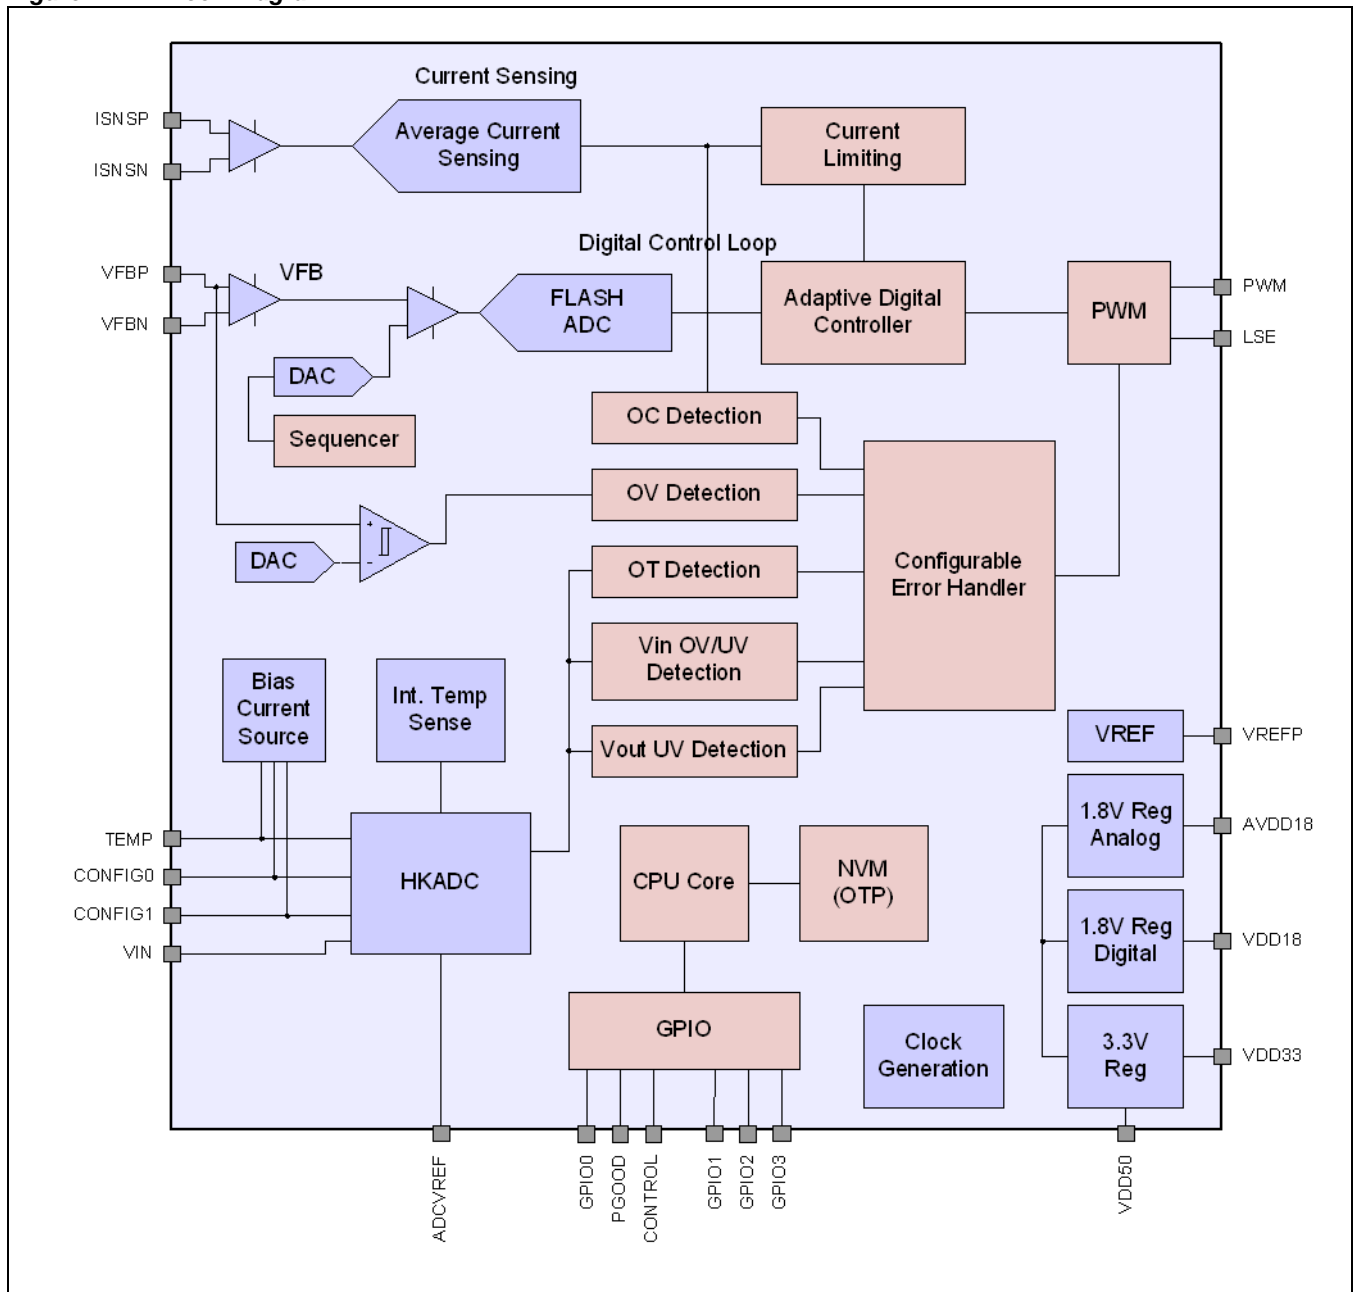 Current Sensing
ISNSP
ISNSN
Average Current
Sensing
Current
Limiting
Digital Control Loop
VFBP
VFBN
VFB
FLASH
ADC
Adaptive Digital
Controller
PWM
PWM
LSE
DAC
Sequencer
OC Detection
OV Detection
DAC
+
-
OT Detection
Configurable
Error Handler
Vin OV/UV
Detection
Vout UV Detection
Bias
Current
Source
Int. Temp
Sense
VREF
VREFP
TEMP
CONFIG0
CONFIG1
VIN
HKADC
CPU Core
NVM
(OTP)
1.8V Reg
Analog
AVDD18
1.8V Reg
Digital
VDD18
GPIO
Clock
Generation
3.3V
Reg
VDD33
ADCVREF
GPIO0
PGOOD
CONTROL
GPIO1
GPIO2
GPIO3
VDD50